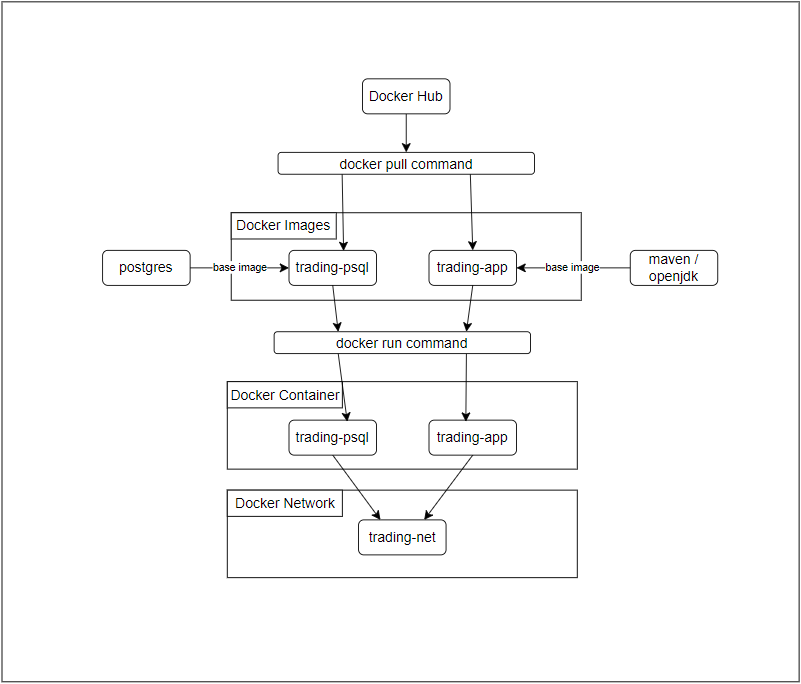 Docker Hub
docker pull command
Docker Images
postgres
base image
trading-psql
trading-app
base image
maven /
openjdk
docker run command
Docker Container
trading-psql
trading-app
Docker Network
trading-net